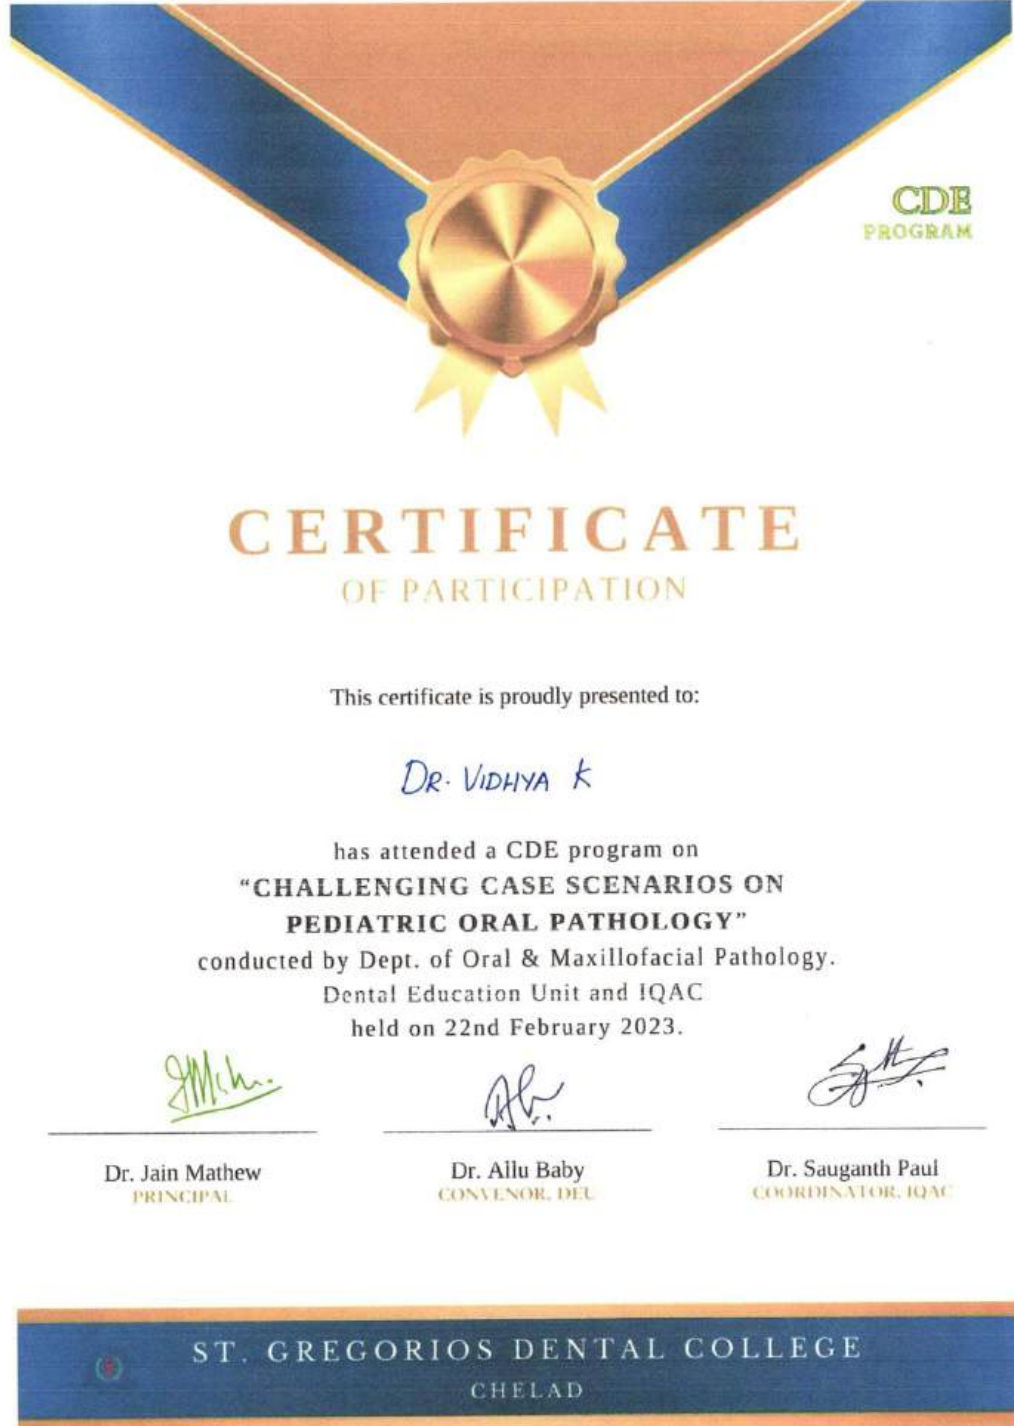 CDE
PROGRAM
CERTIFICATE
OF PARTICIPATION
This certificate is proudly presented to:
DR. VIDHYA K
has attended a CDE program on
“CHALLENGING CASE SCENARIOS ON
PEDIATRIC ORAL PATHOLOGY”
conducted by Dept. of Oral & Maxillofacial Pathology.
Dental Education Unit and IQAC
held on 22nd February 2023.
Dr. Jain Mathew
PRINCIPAL
Dr. Allu Baby
CONVENOR, DEU
Dr. Sauganth Paul
COORDINATOR, IQAC
ST. GREGORIOS DENTAL COLLEGE
CHELAD